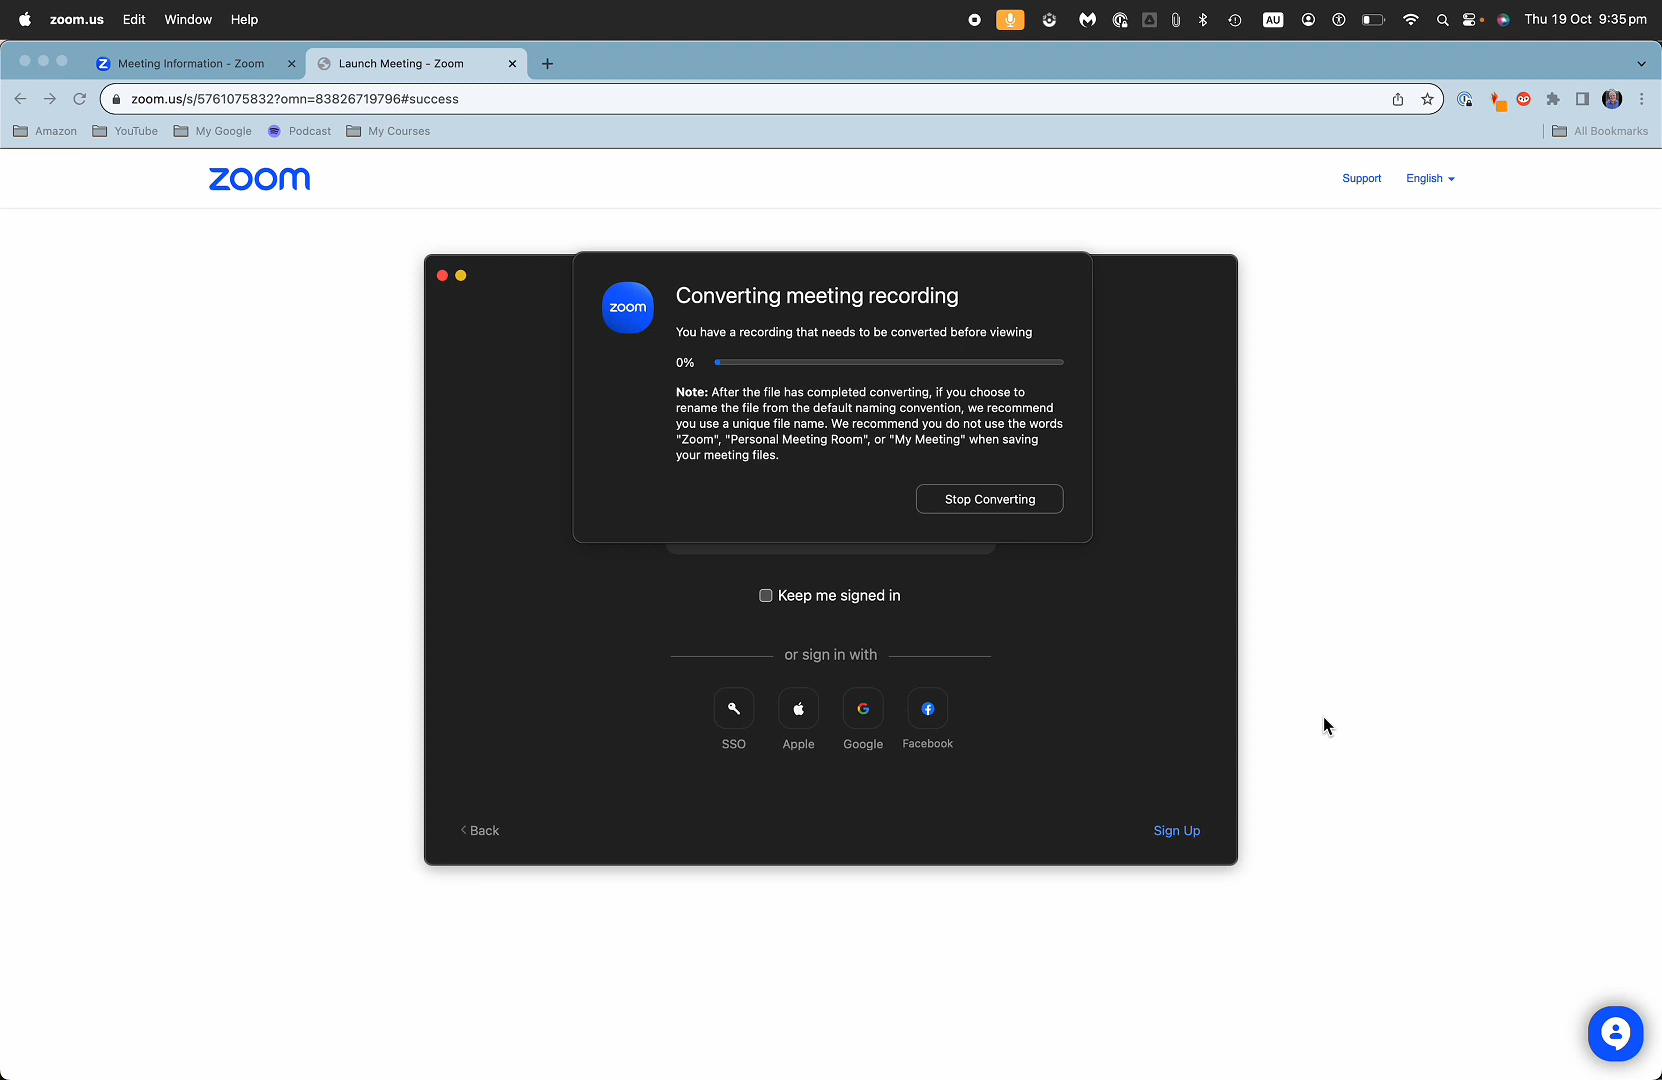 zoom.us Edit Window Help
AU Thu 19 Oct 9:35 pm
Meeting Information - Zoom
Launch Meeting - Zoom
zoom.us/s/5761075832?omn=83826719796#success
Amazon YouTube My Google Podcast My Courses All Bookmarks
zoom
Support English
zoom
Converting meeting recording
You have a recording that needs to be converted before viewing
0%
Note: After the file has completed converting, if you choose to
rename the file from the default naming convention, we recommend
you use a unique file name. We recommend you do not use the words
"Zoom", "Personal Meeting Room", or "My Meeting" when saving
your meeting files.
Stop Converting
Keep me signed in
or sign in with
SSO Apple Google Facebook
Back
Sign Up